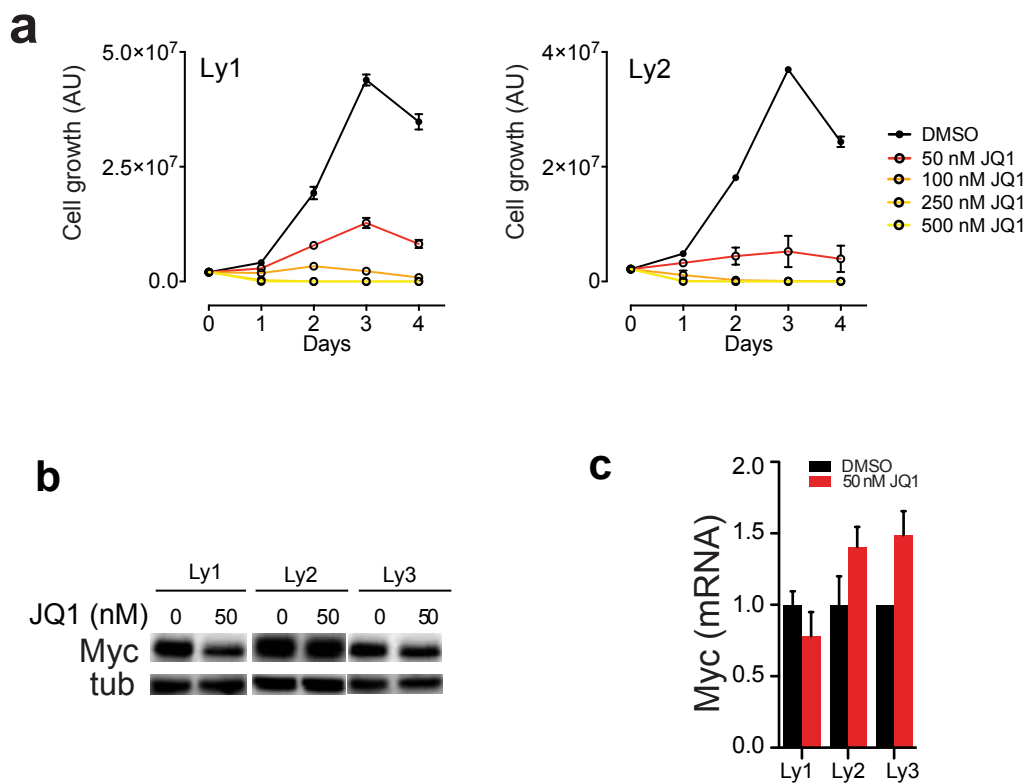 a
5.0×10⁷
2.5×10⁷
0.0
Cell growth (AU)
Ly1
0 1 2 3 4
Days
4×10⁷
2×10⁷
0
Cell growth (AU)
Ly2
0 1 2 3 4
Days
DMSO
50 nM JQ1
100 nM JQ1
250 nM JQ1
500 nM JQ1
b
Ly1 Ly2 Ly3
JQ1 (nM) 0 50 0 50 0 50
Myc
tub
c
DMSO
50 nM JQ1
2.0
1.5
1.0
0.5
0.0
Myc (mRNA)
Ly1 Ly2 Ly3